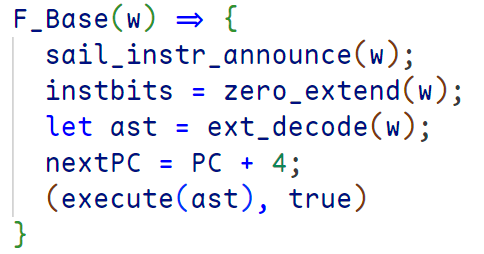 F_Base(w) => {
  sail_instr_announce(w);
  instbits = zero_extend(w);
  let ast = ext_decode(w);
  nextPC = PC + 4;
  (execute(ast), true)
}